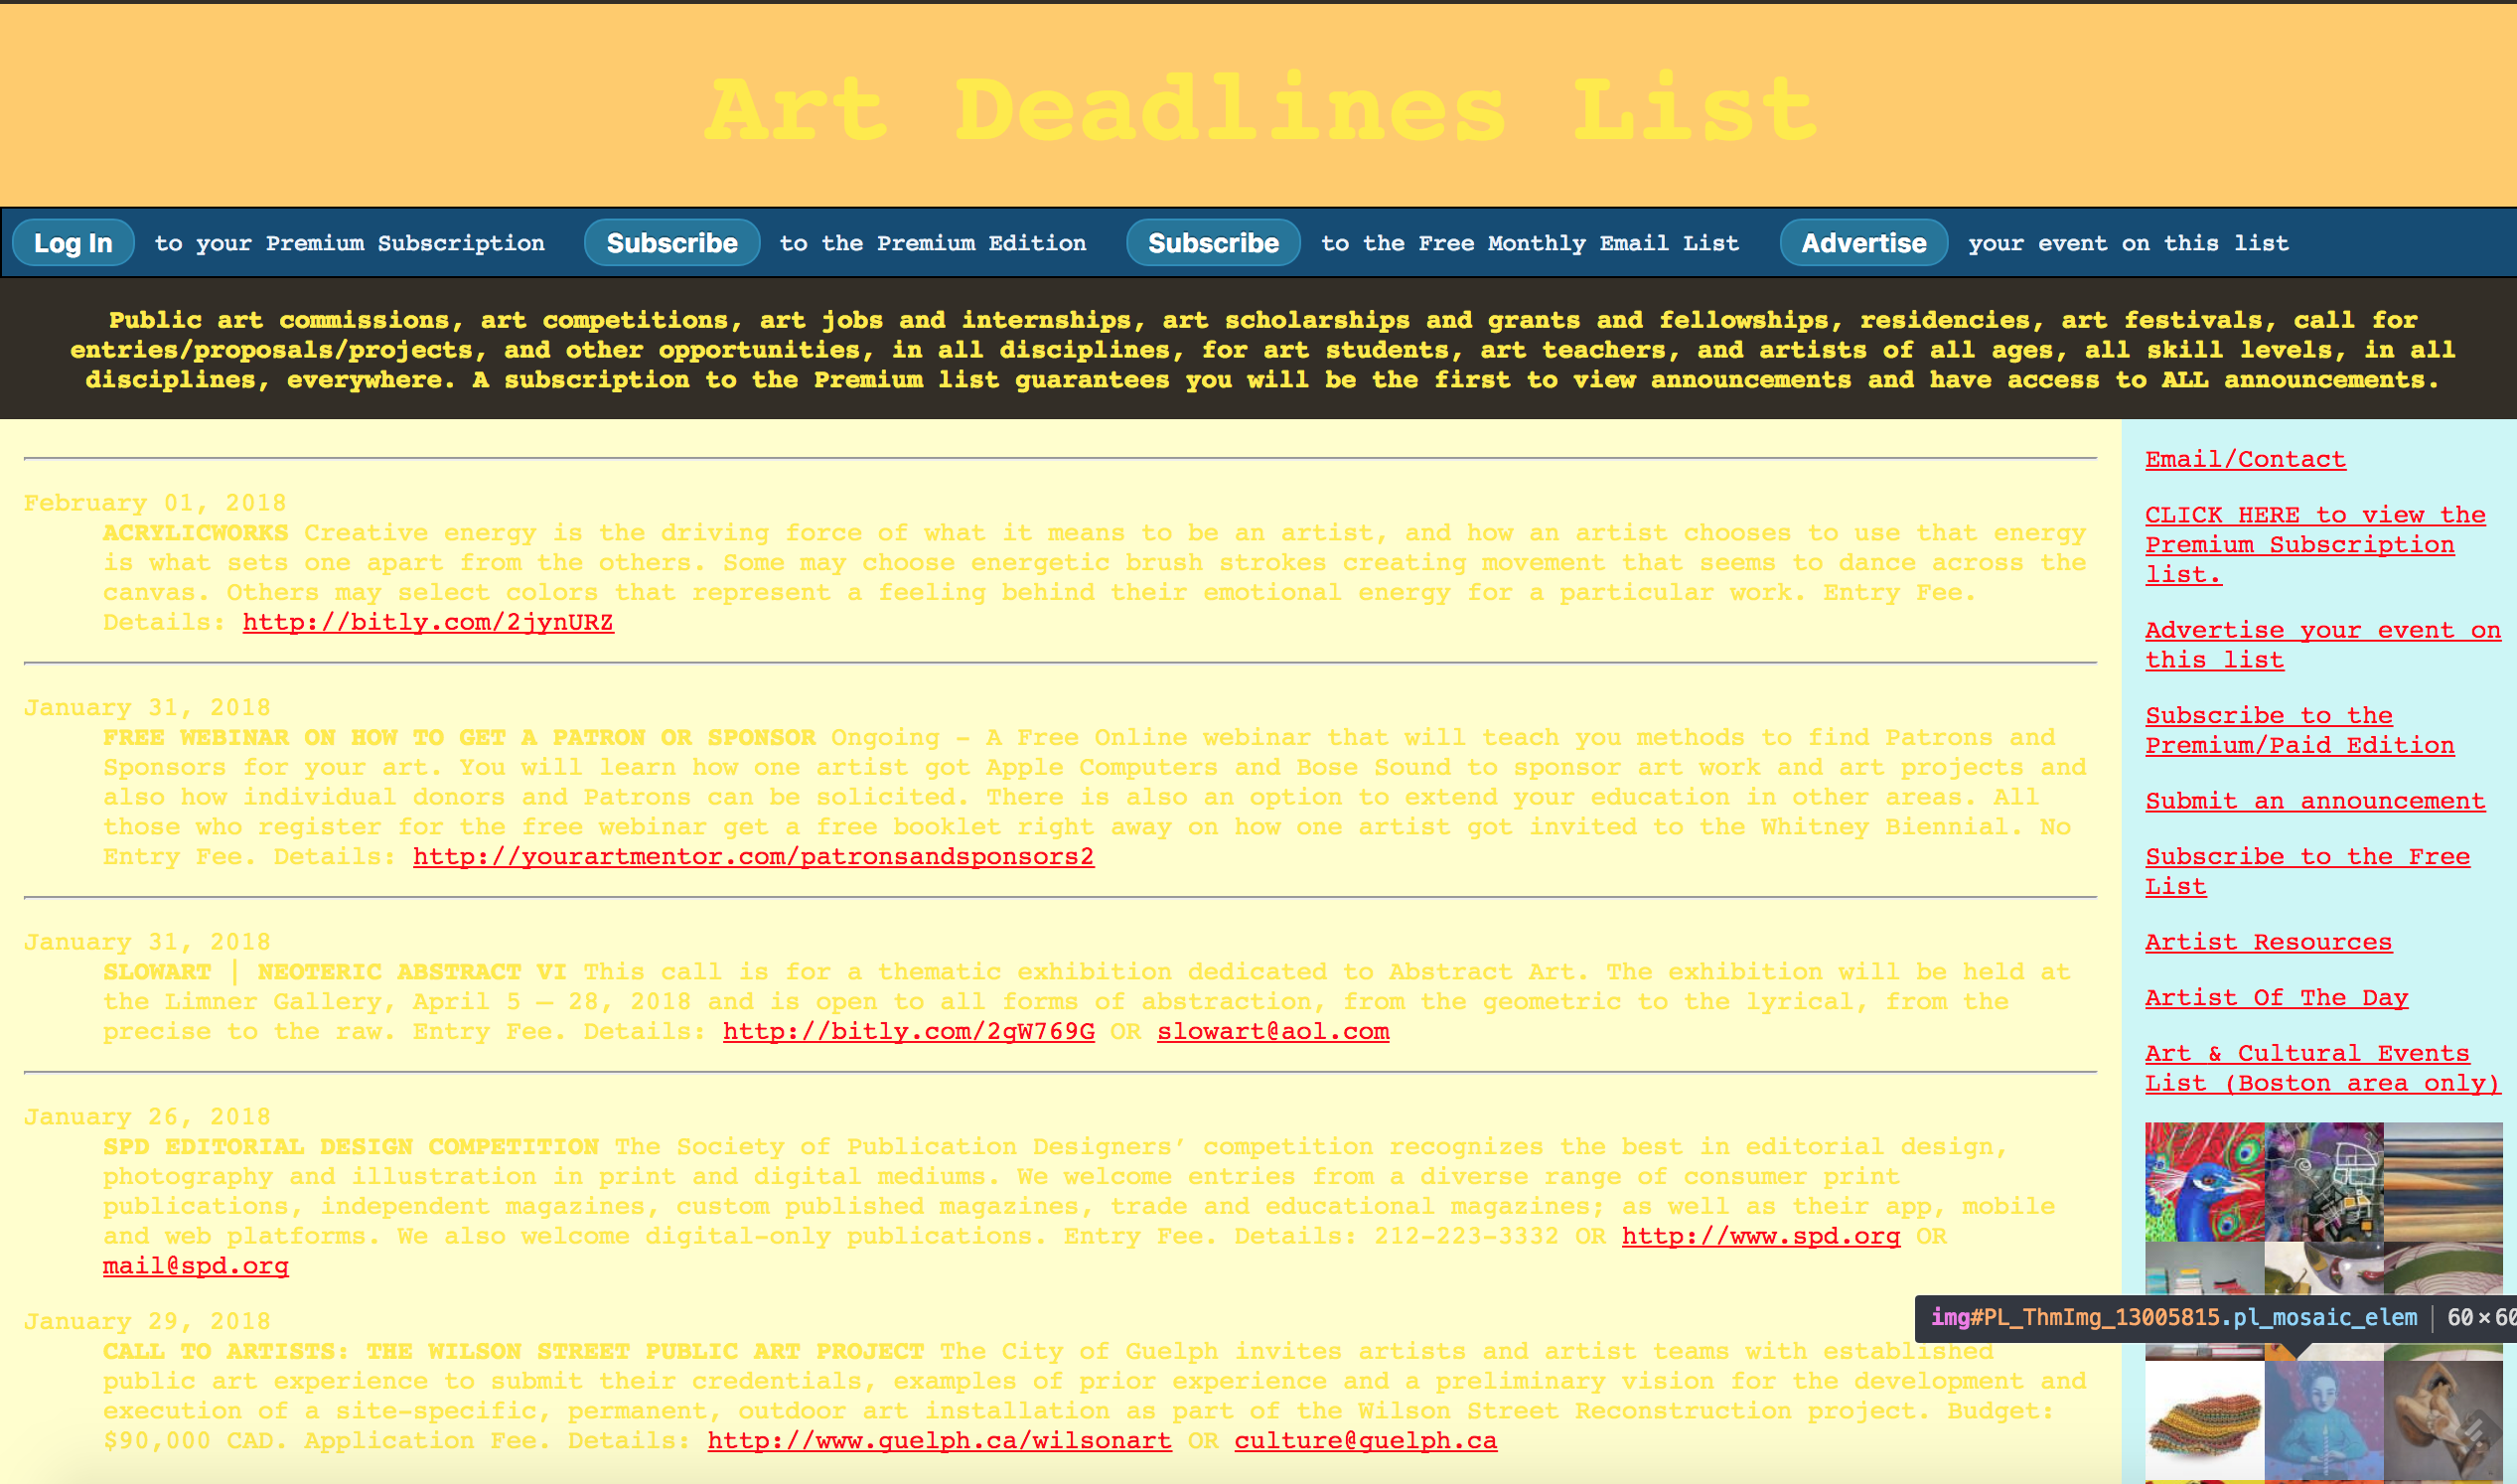 Art Deadlines List
Log In to your Premium Subscription Subscribe to the Premium Edition Subscribe to the Free Monthly Email List Advertise your event on this list
Public art commissions, art competitions, art jobs and internships, art scholarships and grants and fellowships, residencies, art festivals, call for
entries/proposals/projects, and other opportunities, in all disciplines, for art students, art teachers, and artists of all ages, all skill levels, in all
disciplines, everywhere. A subscription to the Premium list guarantees you will be the first to view announcements and have access to ALL announcements.
February 01, 2018
ACRYLICWORKS Creative energy is the driving force of what it means to be an artist, and how an artist chooses to use that energy
is what sets one apart from the others. Some may choose energetic brush strokes creating movement that seems to dance across the
canvas. Others may select colors that represent a feeling behind their emotional energy for a particular work. Entry Fee.
Details: http://bitly.com/2jynURZ
January 31, 2018
FREE WEBINAR ON HOW TO GET A PATRON OR SPONSOR Ongoing - A Free Online webinar that will teach you methods to find Patrons and
Sponsors for your art. You will learn how one artist got Apple Computers and Bose Sound to sponsor art work and art projects and
also how individual donors and Patrons can be solicited. There is also an option to extend your education in other areas. All
those who register for the free webinar get a free booklet right away on how one artist got invited to the Whitney Biennial. No
Entry Fee. Details: http://yourartmentor.com/patronsandsponsors2
January 31, 2018
SLOWART | NEOTERIC ABSTRACT VI This call is for a thematic exhibition dedicated to Abstract Art. The exhibition will be held at
the Limner Gallery, April 5 – 28, 2018 and is open to all forms of abstraction, from the geometric to the lyrical, from the
precise to the raw. Entry Fee. Details: http://bitly.com/2gW769G OR slowart@aol.com
January 26, 2018
SPD EDITORIAL DESIGN COMPETITION The Society of Publication Designers’ competition recognizes the best in editorial design,
photography and illustration in print and digital mediums. We welcome entries from a diverse range of consumer print
publications, independent magazines, custom published magazines, trade and educational magazines; as well as their app, mobile
and web platforms. We also welcome digital-only publications. Entry Fee. Details: 212-223-3332 OR http://www.spd.org OR
mail@spd.org
January 29, 2018
CALL TO ARTISTS: THE WILSON STREET PUBLIC ART PROJECT The City of Guelph invites artists and artist teams with established
public art experience to submit their credentials, examples of prior experience and a preliminary vision for the development and
execution of a site-specific, permanent, outdoor art installation as part of the Wilson Street Reconstruction project. Budget:
$90,000 CAD. Application Fee. Details: http://www.guelph.ca/wilsonart OR culture@guelph.ca
Email/Contact
CLICK HERE to view the
Premium Subscription
list.
Advertise your event on
this list
Subscribe to the
Premium/Paid Edition
Submit an announcement
Subscribe to the Free
List
Artist Resources
Artist Of The Day
Art & Cultural Events
List (Boston area only)
img#PL_ThmImg_13005815.pl_mosaic_elem | 60×60